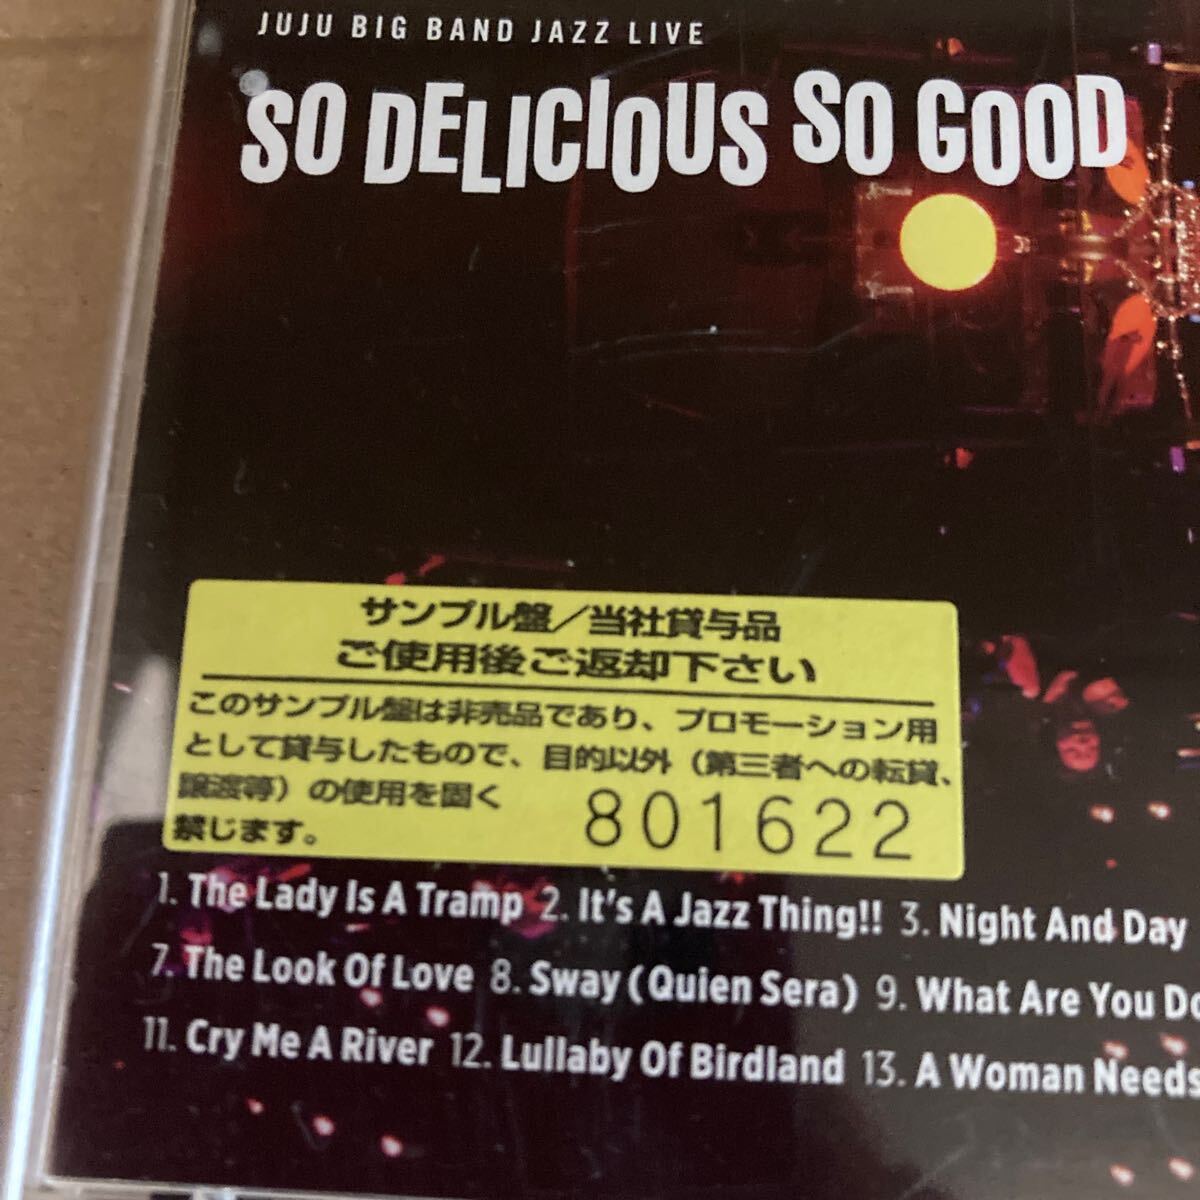 JUJU BIG BAND JAZZ LIVE
SO DELICIOUS SO GOOD
サンプル盤／当社貸与品
ご使用後ご返却下さい
このサンプル盤は非売品であり、プロモーション用
として貸与したもので、目的以外（第三者への転貸、
譲渡等）の使用を固く
禁じます。
801622
1. The Lady Is A Tramp 2. It's A Jazz Thing!! 3. Night And Day
7. The Look Of Love 8. Sway (Quien Sera) 9. What Are You Do
11. Cry Me A River 12. Lullaby Of Birdland 13. A Woman Needs